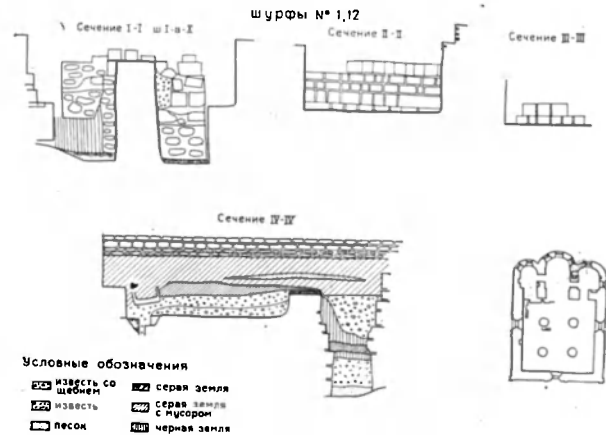 шурфы № 1,12
Сечение I-I ш I-в-X
Сечение II-II
Сечение III-III
Сечение IV-IV
Условные обозначения
известь со щебнем
серая земля
известь
серая земля с мусором
песок
черная земля